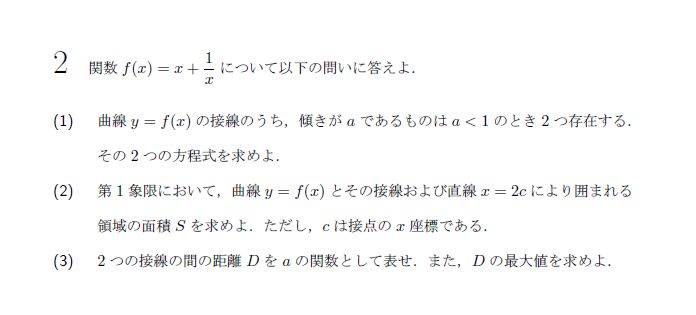 2 関数 f(x) = x + 1/x について以下の問いに答えよ.
(1) 曲線 y = f(x) の接線のうち,傾きが a であるものは a < 1 のとき 2 つ存在する.
その 2 つの方程式を求めよ.
(2) 第 1 象限において,曲線 y = f(x) とその接線および直線 x = 2c により囲まれる
領域の面積 S を求めよ.ただし,c は接点の x 座標である.
(3) 2 つの接線の間の距離 D を a の関数として表せ.また,D の最大値を求めよ.